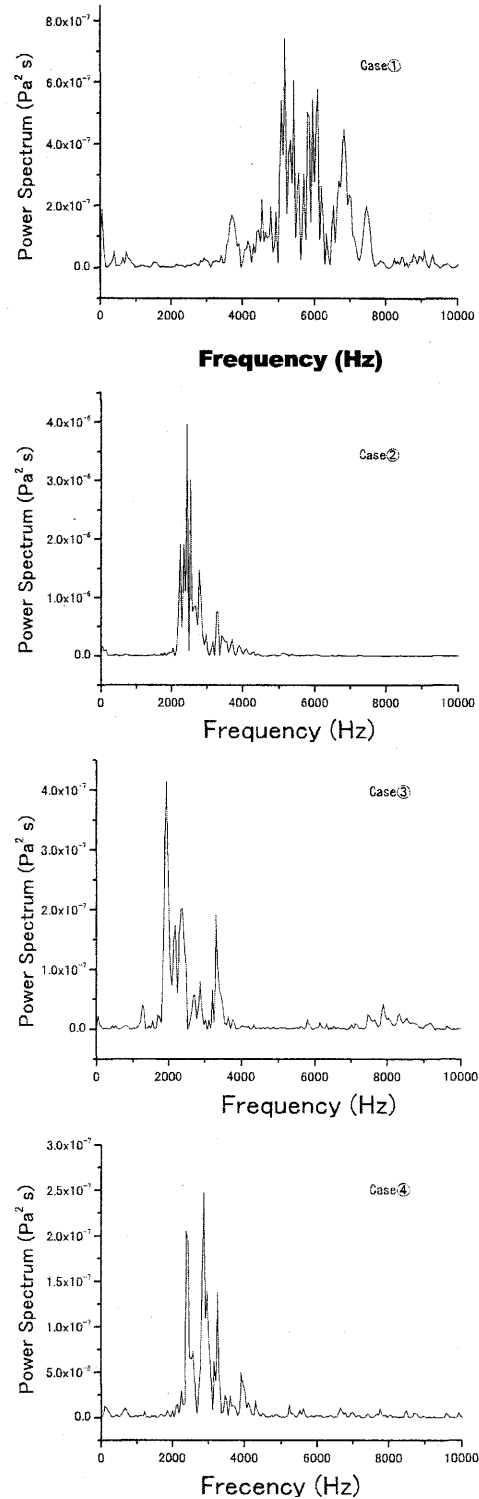 8.0x10⁻⁷
6.0x10⁻⁷
4.0x10⁻⁷
2.0x10⁻⁷
0.0
Power Spectrum (Pa² s)
Case①
0 2000 4000 6000 8000 10000
Frequency (Hz)
4.0x10⁻⁶
3.0x10⁻⁶
2.0x10⁻⁶
1.0x10⁻⁶
0.0
Power Spectrum (Pa² s)
Case②
0 2000 4000 6000 8000 10000
Frequency (Hz)
4.0x10⁻⁷
3.0x10⁻⁷
2.0x10⁻⁷
1.0x10⁻⁷
0.0
Power Spectrum (Pa² s)
Case③
0 2000 4000 6000 8000 10000
Frequency (Hz)
3.0x10⁻⁷
2.5x10⁻⁷
2.0x10⁻⁷
1.5x10⁻⁷
1.0x10⁻⁷
5.0x10⁻⁸
0.0
Power Spectrum (Pa² s)
Case④
0 2000 4000 6000 8000 10000
Frecency (Hz)